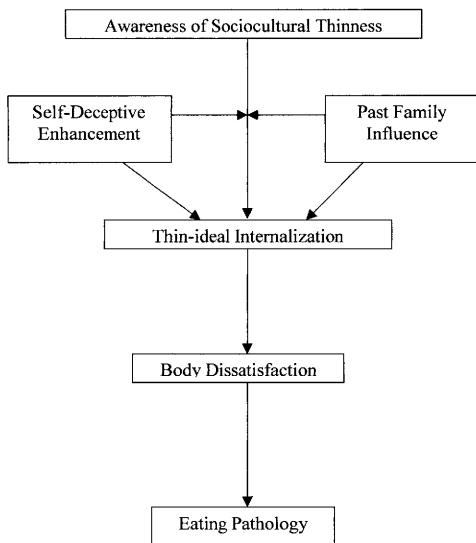 Awareness of Sociocultural Thinness
Self-Deceptive
Enhancement
Past Family
Influence
Thin-ideal Internalization
Body Dissatisfaction
Eating Pathology